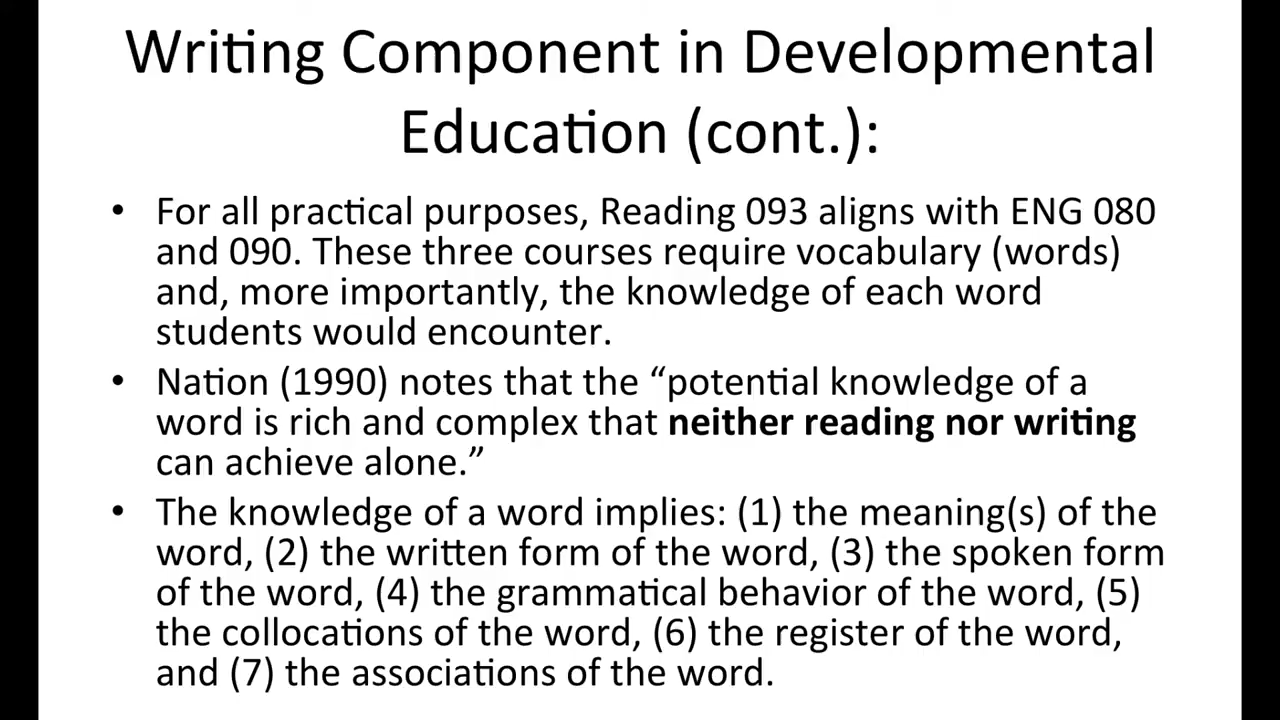 Writing Component in Developmental
Education (cont.):
• For all practical purposes, Reading 093 aligns with ENG 080
and 090. These three courses require vocabulary (words)
and, more importantly, the knowledge of each word
students would encounter.
• Nation (1990) notes that the “potential knowledge of a
word is rich and complex that neither reading nor writing
can achieve alone.”
• The knowledge of a word implies: (1) the meaning(s) of the
word, (2) the written form of the word, (3) the spoken form
of the word, (4) the grammatical behavior of the word, (5)
the collocations of the word, (6) the register of the word,
and (7) the associations of the word.